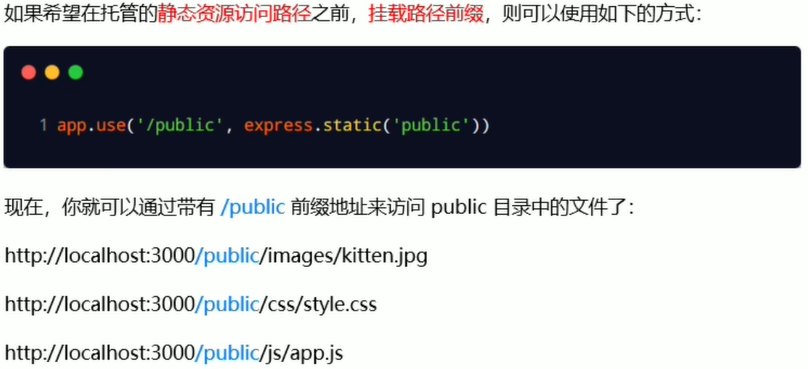 如果希望在托管的静态资源访问路径之前，挂载路径前缀，则可以使用如下的方式：
1 app.use('/public', express.static('public'))
现在，你就可以通过带有 /public 前缀地址来访问 public 目录中的文件了：
http://localhost:3000/public/images/kitten.jpg
http://localhost:3000/public/css/style.css
http://localhost:3000/public/js/app.js